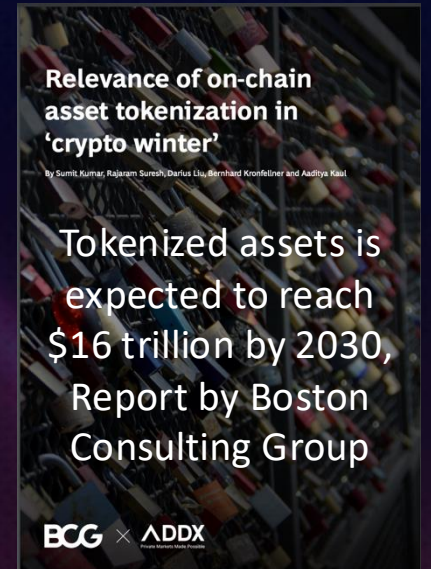 Relevance of on-chain
asset tokenization in
‘crypto winter’
By Sumit Kumar, Rajaram Suresh, Darius Liu, Bernhard Kronfellner and Aaditya Kaul
Tokenized assets is
expected to reach
$16 trillion by 2030,
Report by Boston
Consulting Group
BCG × ADDX
Private Markets Made Possible